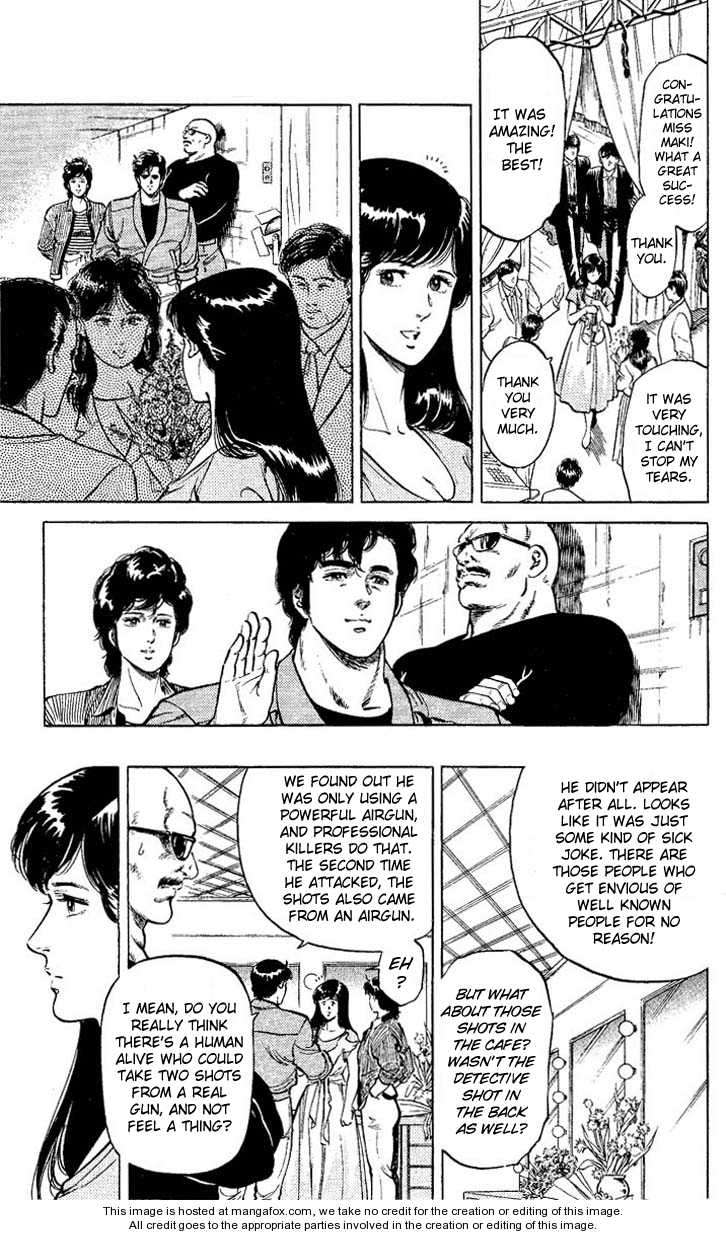 CON-
GRATU-
LATIONS
MISS
MAKI!
WHAT A
GREAT
SUC-
CESS!
IT WAS
AMAZING!
THE
BEST!
THANK
YOU.
THANK
YOU
VERY
MUCH.
IT WAS
VERY
TOUCHING,
I CAN'T
STOP MY
TEARS.
HE DIDN'T APPEAR
AFTER ALL. LOOKS
LIKE IT WAS JUST
SOME KIND OF SICK
JOKE. THERE ARE
THOSE PEOPLE WHO
GET ENVIOUS OF
WELL KNOWN
PEOPLE FOR NO
REASON!
BUT WHAT
ABOUT THOSE
SHOTS IN
THE CAFE?
WASN'T THE
DETECTIVE
SHOT IN
THE BACK
AS WELL?
WE FOUND OUT HE
WAS ONLY USING A
POWERFUL AIRGUN,
AND PROFESSIONAL
KILLERS DO THAT.
THE SECOND TIME
HE ATTACKED, THE
SHOTS ALSO CAME
FROM AN AIRGUN.
EH
?
I MEAN, DO YOU
REALLY THINK
THERE'S A HUMAN
ALIVE WHO COULD
TAKE TWO SHOTS
FROM A REAL
GUN, AND NOT
FEEL A THING?
This image is hosted at mangafox.com, we take no credit for the creation or editing of this image.
All credit goes to the appropriate parties involved in the creation or editing of this image.